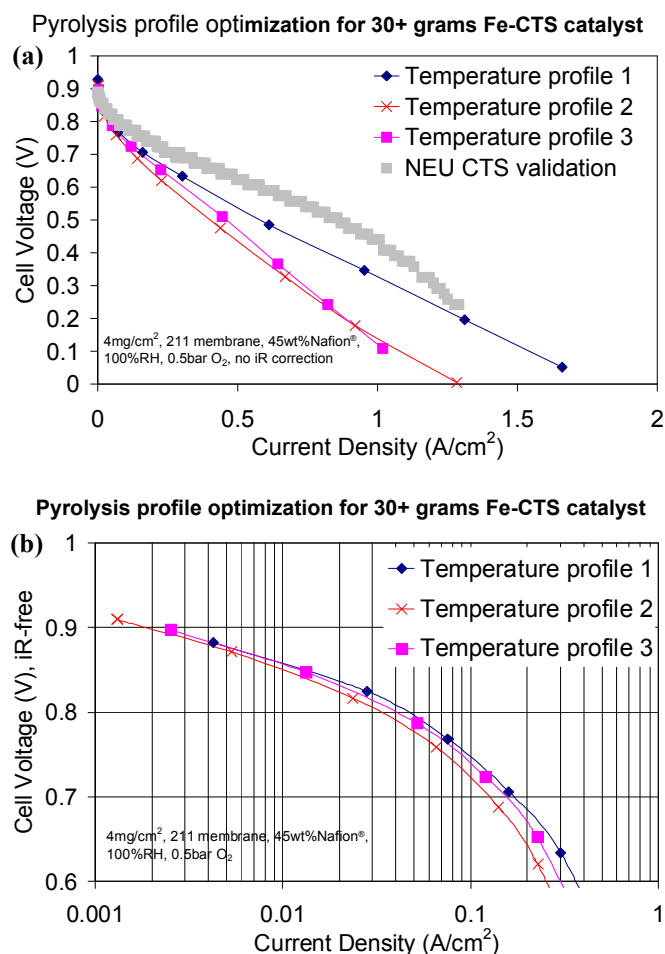 Pyrolysis profile optimization for 30+ grams Fe-CTS catalyst
(a)
Temperature profile 1
Temperature profile 2
Temperature profile 3
NEU CTS validation
Cell Voltage (V)
1
0.9
0.8
0.7
0.6
0.5
0.4
0.3
0.2
0.1
0
4mg/cm², 211 membrane, 45wt%Nafion®,
100%RH, 0.5bar O₂, no iR correction
0 0.5 1 1.5 2
Current Density (A/cm²)
Pyrolysis profile optimization for 30+ grams Fe-CTS catalyst
(b)
Temperature profile 1
Temperature profile 2
Temperature profile 3
Cell Voltage (V), iR-free
1
0.9
0.8
0.7
0.6
4mg/cm², 211 membrane, 45wt%Nafion®,
100%RH, 0.5bar O₂
0.001 0.01 0.1 1
Current Density (A/cm²)